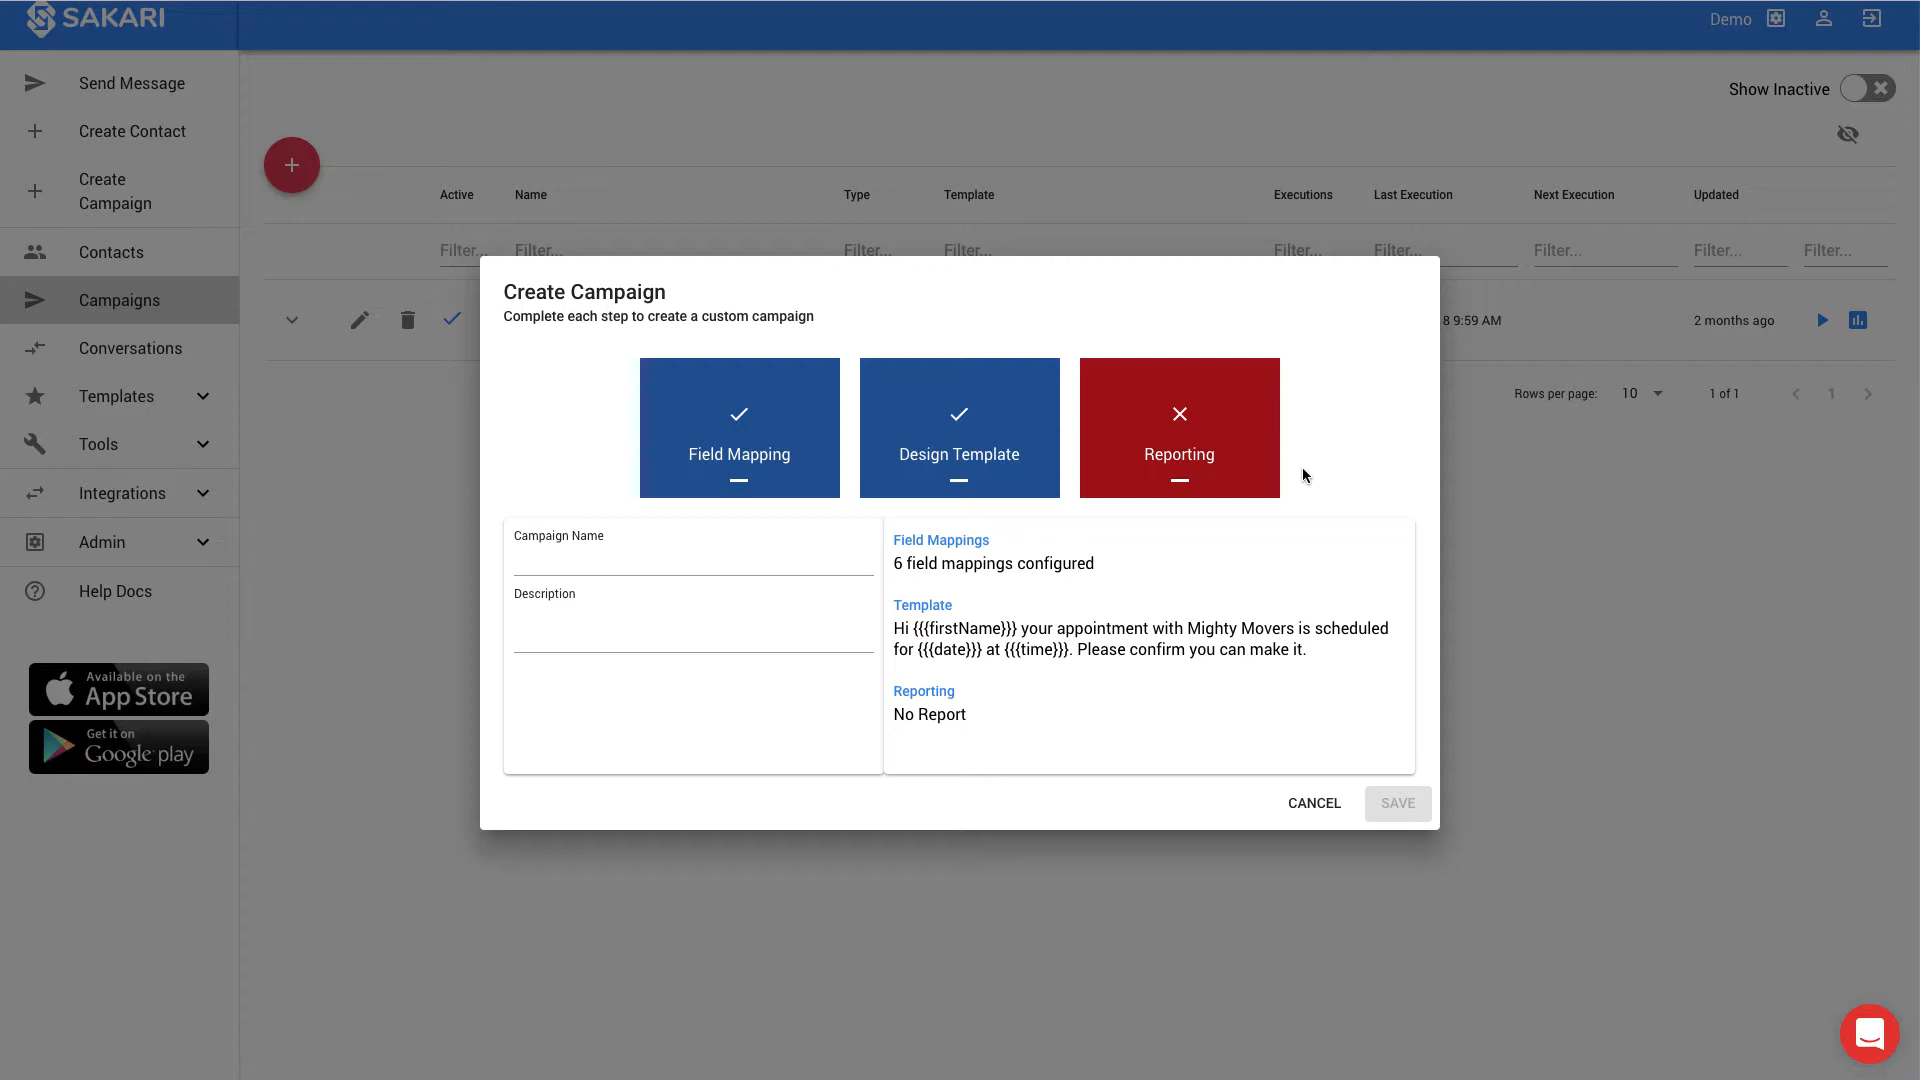 SAKARI
Demo
Send Message
Create Contact
Create
Campaign
Contacts
Campaigns
Conversations
Templates
Tools
Integrations
Admin
Help Docs
Available on the
App Store
Get it on
Google play
Show Inactive
Active Name Type Template Executions Last Execution Next Execution Updated
Filter... Filter... Filter... Filter... Filter... Filter... Filter... Filter... Filter...
8 9:59 AM 2 months ago
Rows per page: 10 1 of 1 1
Create Campaign
Complete each step to create a custom campaign
Field Mapping
Design Template
Reporting
Campaign Name
Description
Field Mappings
6 field mappings configured
Template
Hi {{{firstName}}} your appointment with Mighty Movers is scheduled
for {{{date}}} at {{{time}}}. Please confirm you can make it.
Reporting
No Report
CANCEL SAVE